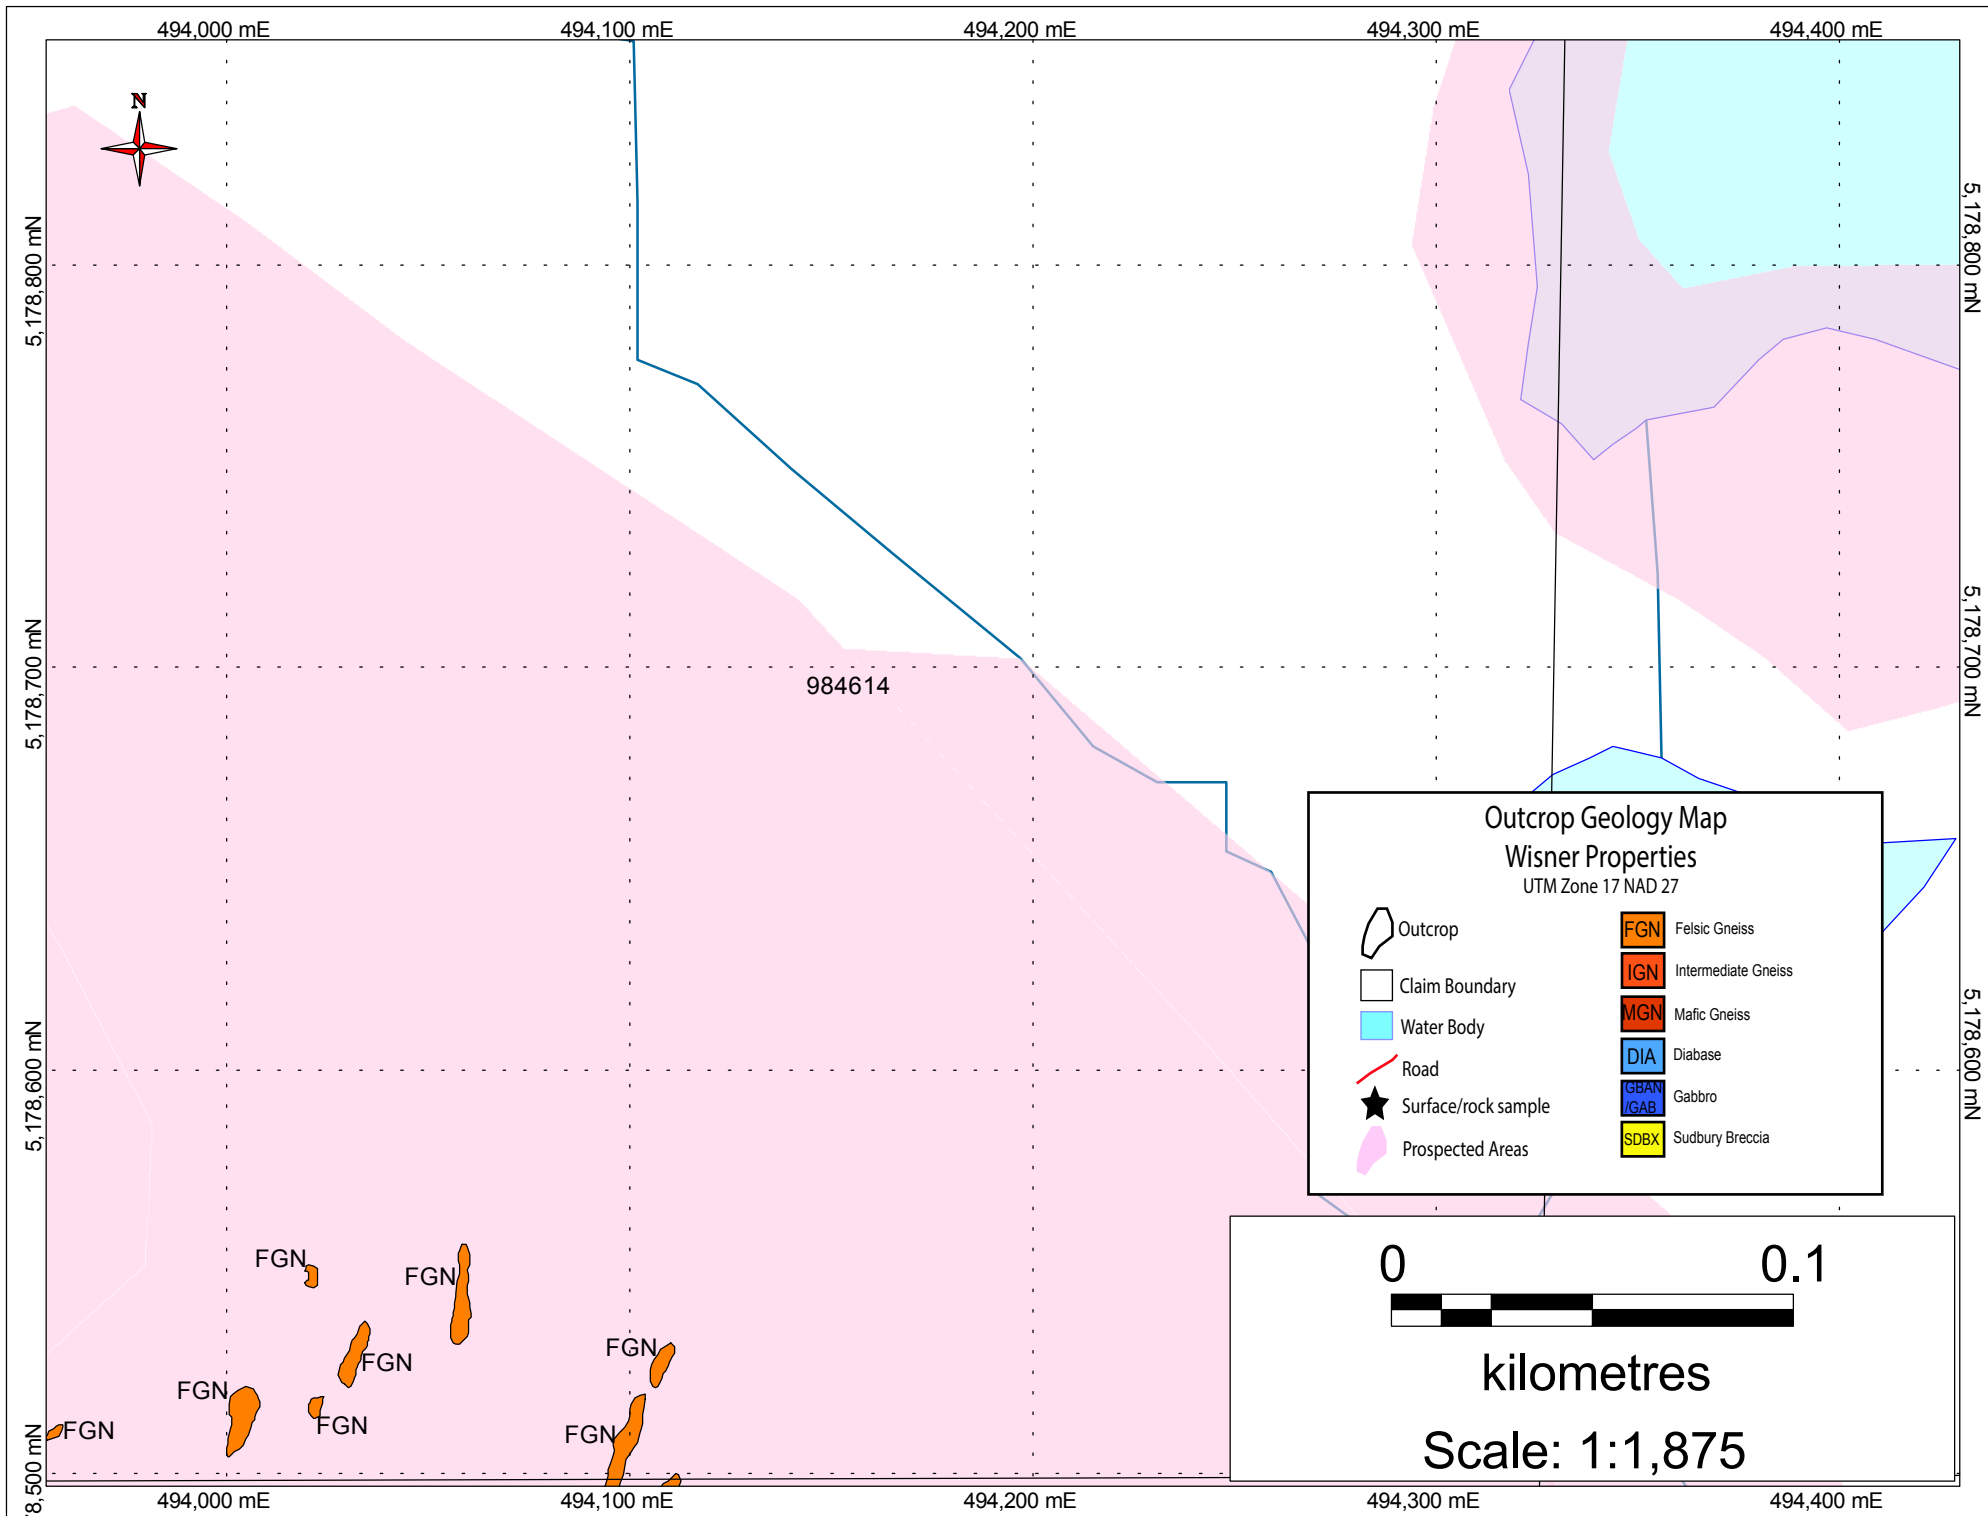 494,000 mE
494,100 mE
494,200 mE
494,300 mE
494,400 mE
N
5,178,800 mN
5,178,800 mN
5,178,700 mN
5,178,700 mN
984614
Outcrop Geology Map
Wisner Properties
UTM Zone 17 NAD 27
Outcrop
Claim Boundary
Water Body
Road
Surface/rock sample
Prospected Areas
FGN Felsic Gneiss
IGN Intermediate Gneiss
MGN Mafic Gneiss
DIA Diabase
GBAN
/GAB Gabbro
SDBX Sudbury Breccia
5,178,600 mN
5,178,600 mN
FGN
FGN
FGN
FGN
FGN
FGN
FGN
FGN
0 0.1
kilometres
Scale: 1:1,875
78,500 mN
494,000 mE
494,100 mE
494,200 mE
494,300 mE
494,400 mE